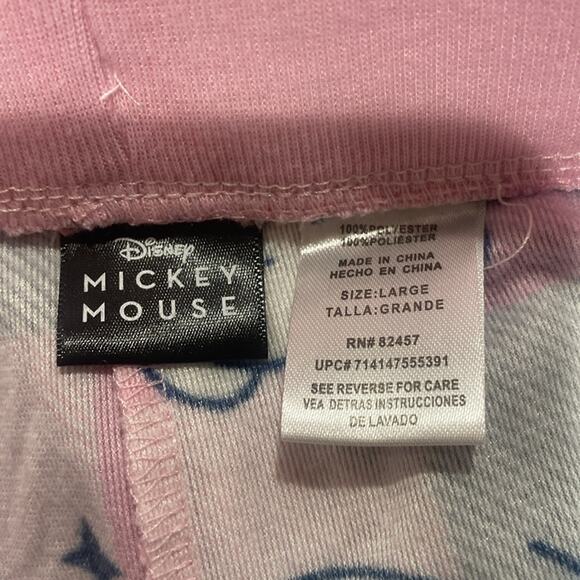 Disney
MICKEY
MOUSE
100%POLYESTER
100%POLIÉSTER
MADE IN CHINA
HECHO EN CHINA
SIZE:LARGE
TALLA:GRANDE
RN# 82457
UPC# 714147555391
SEE REVERSE FOR CARE
VEA DETRAS INSTRUCCIONES
DE LAVADO